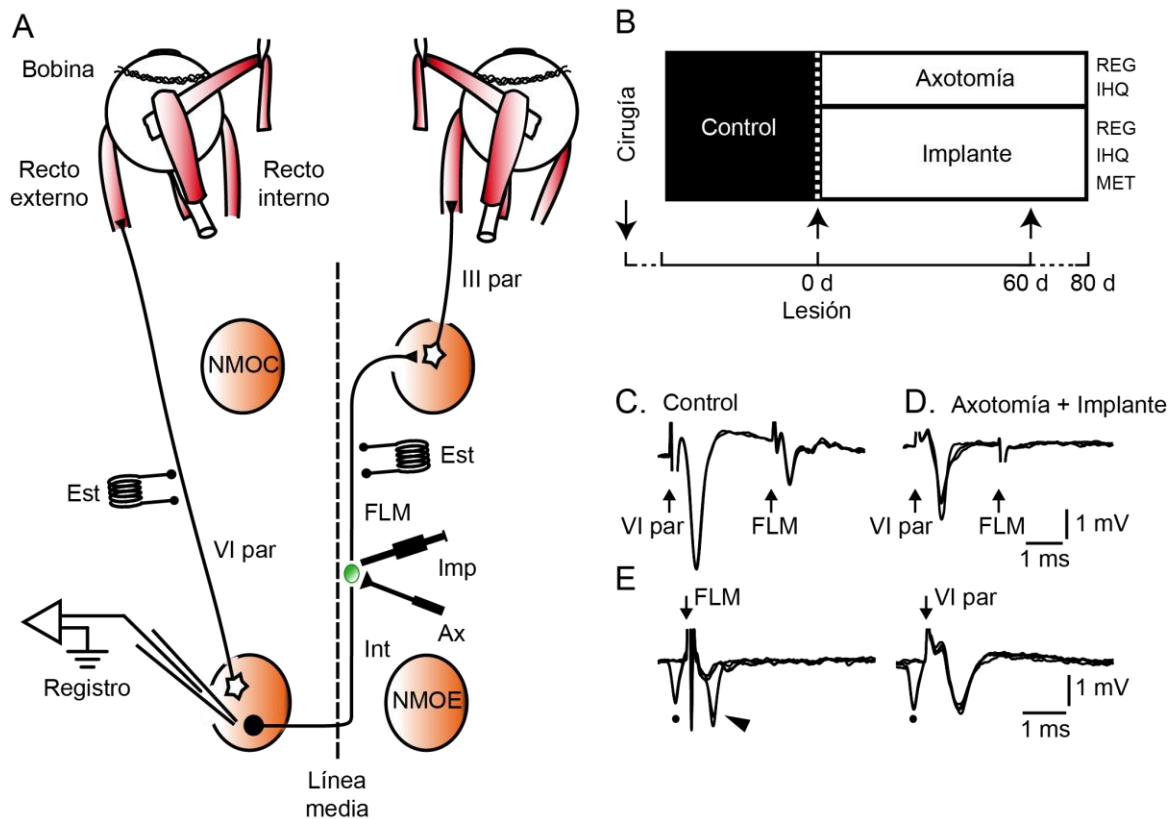 A
Bobina
Recto
externo
Recto
interno
III par
NMOC
Est
Est
FLM
VI par
Imp
Ax
Int
Registro
NMOE
Línea
media
B
Cirugía
Control
Axotomía
Implante
REG
IHQ
REG
IHQ
MET
0 d
60 d
80 d
Lesión
C. Control
VI par
FLM
D. Axotomía + Implante
VI par
FLM
1 mV
1 ms
E
FLM
VI par
1 mV
1 ms